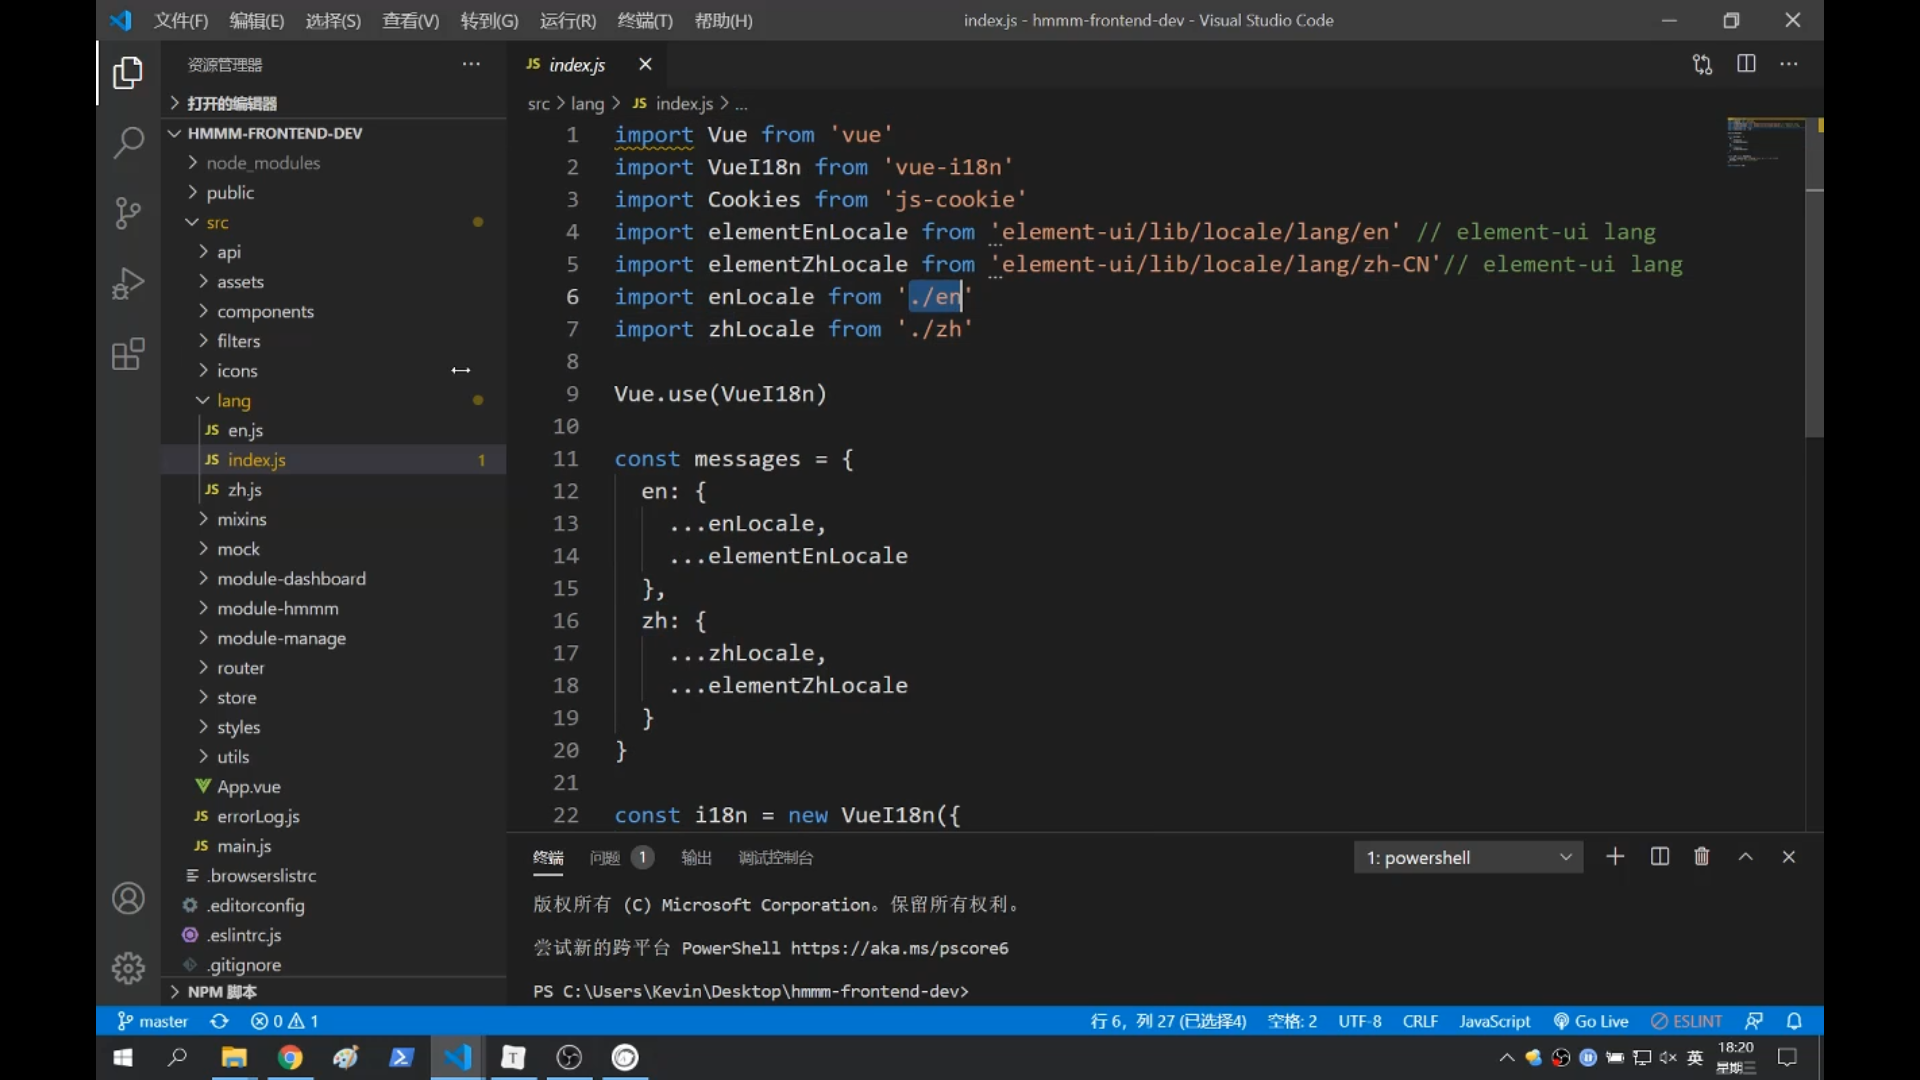 文件(F) 编辑(E) 选择(S) 查看(V) 转到(G) 运行(R) 终端(T) 帮助(H) index.js - hmmm-frontend-dev - Visual Studio Code
资源管理器
打开的编辑器
HMMM-FRONTEND-DEV
node_modules
public
src
api
assets
components
filters
icons
lang
JS en.js
JS index.js 1
JS zh.js
mixins
mock
module-dashboard
module-hmmm
module-manage
router
store
styles
utils
App.vue
JS errorLog.js
JS main.js
.browserslistrc
.editorconfig
.eslintrc.js
.gitignore
NPM 脚本
JS index.js
src > lang > JS index.js > ...
1 import Vue from 'vue'
2 import VueI18n from 'vue-i18n'
3 import Cookies from 'js-cookie'
4 import elementEnLocale from 'element-ui/lib/locale/lang/en' // element-ui lang
5 import elementZhLocale from 'element-ui/lib/locale/lang/zh-CN'// element-ui lang
6 import enLocale from './en'
7 import zhLocale from './zh'
8
9 Vue.use(VueI18n)
10
11 const messages = {
12 en: {
13 ...enLocale,
14 ...elementEnLocale
15 },
16 zh: {
17 ...zhLocale,
18 ...elementZhLocale
19 }
20 }
21
22 const i18n = new VueI18n({
终端 问题 1 输出 调试控制台 1: powershell
版权所有 (C) Microsoft Corporation。保留所有权利。
尝试新的跨平台 PowerShell https://aka.ms/pscore6
PS C:\Users\Kevin\Desktop\hmmm-frontend-dev>
master 0 1 行 6，列 27 (已选择4) 空格: 2 UTF-8 CRLF JavaScript Go Live ESLINT
T 英 18:20
星期三